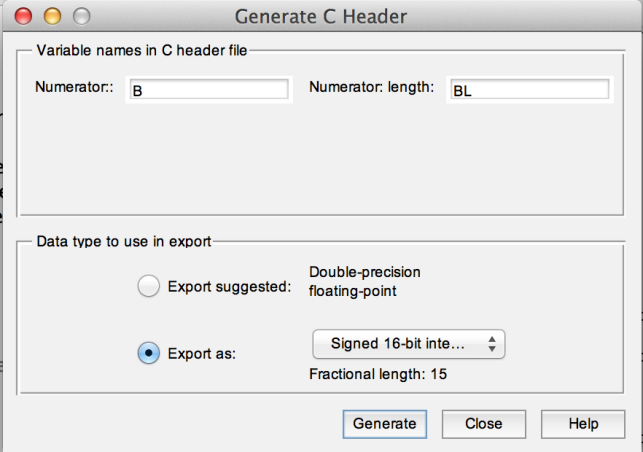 Generate C Header
Variable names in C header file
Numerator:: B Numerator: length: BL
Data type to use in export
Export suggested: Double-precision
floating-point
Export as: Signed 16-bit inte...
Fractional length: 15
Generate Close Help